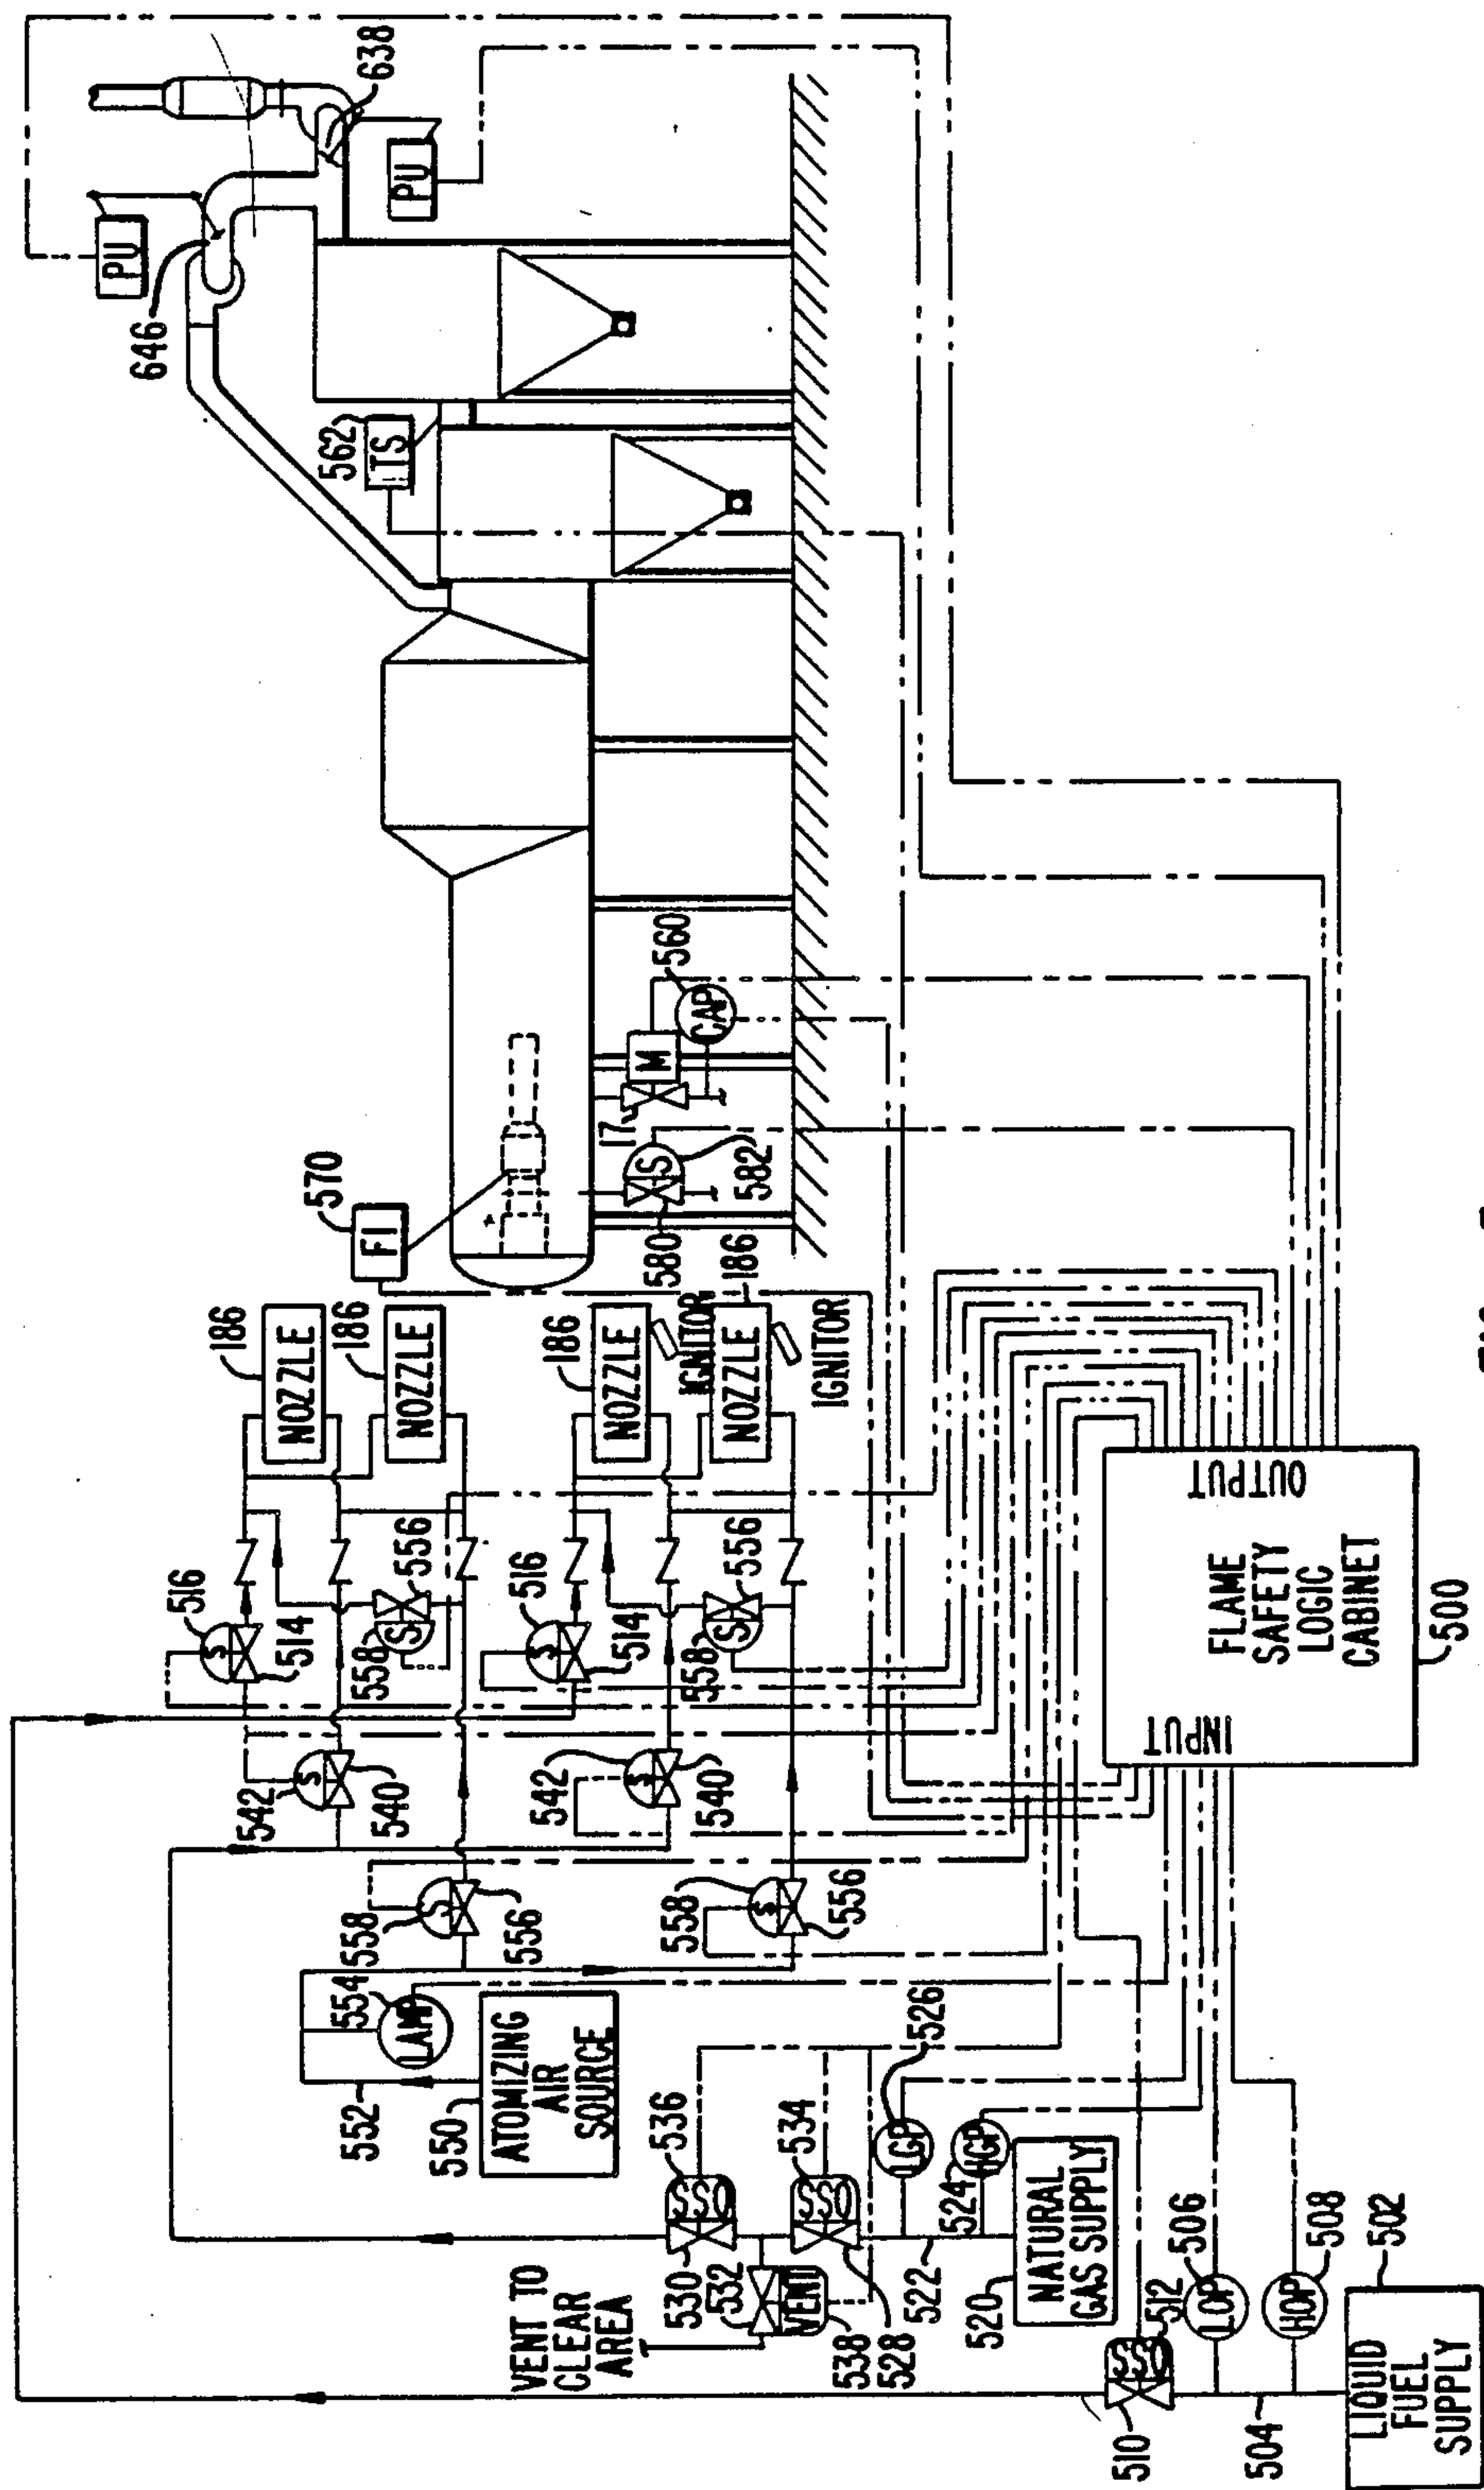 646
PU
638
PU
562
TS
570
FI
560
CAP
M
17
S
582
580
186
NOZZLE
186
NOZZLE
186
NOZZLE
IGNITOR
186
NOZZLE
IGNITOR
516
S
514
556
S
558
516
S
514
556
S
558
542
S
540
542
S
540
558
S
556
558
S
556
554
LAMP
552
550
ATOMIZING
AIR
SOURCE
536
SSO
530
534
SSO
528
532
VENT
538
VENT TO
CLEAR
AREA
526
LGP
524
HGP
522
520
NATURAL
GAS SUPPLY
512
SSO
510
506
LOP
508
HOP
504
502
LIQUID
FUEL
SUPPLY
INPUT
OUTPUT
FLAME
SAFETY
LOGIC
CABINET
500